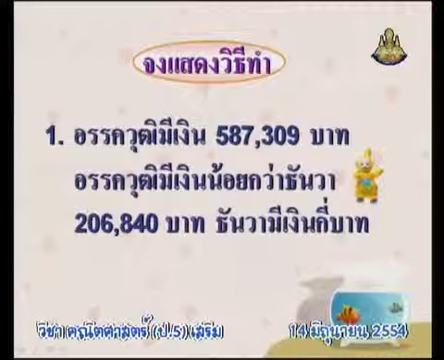 จงแสดงวิธีทำ
1. อรรควุฒิมีเงิน 587,309 บาท
อรรควุฒิมีเงินน้อยกว่าธันวา
206,840 บาท ธันวามีเงินกี่บาท
วิชา คณิตศาสตร์ (ป.5) เสริม
14 มิถุนายน 2554